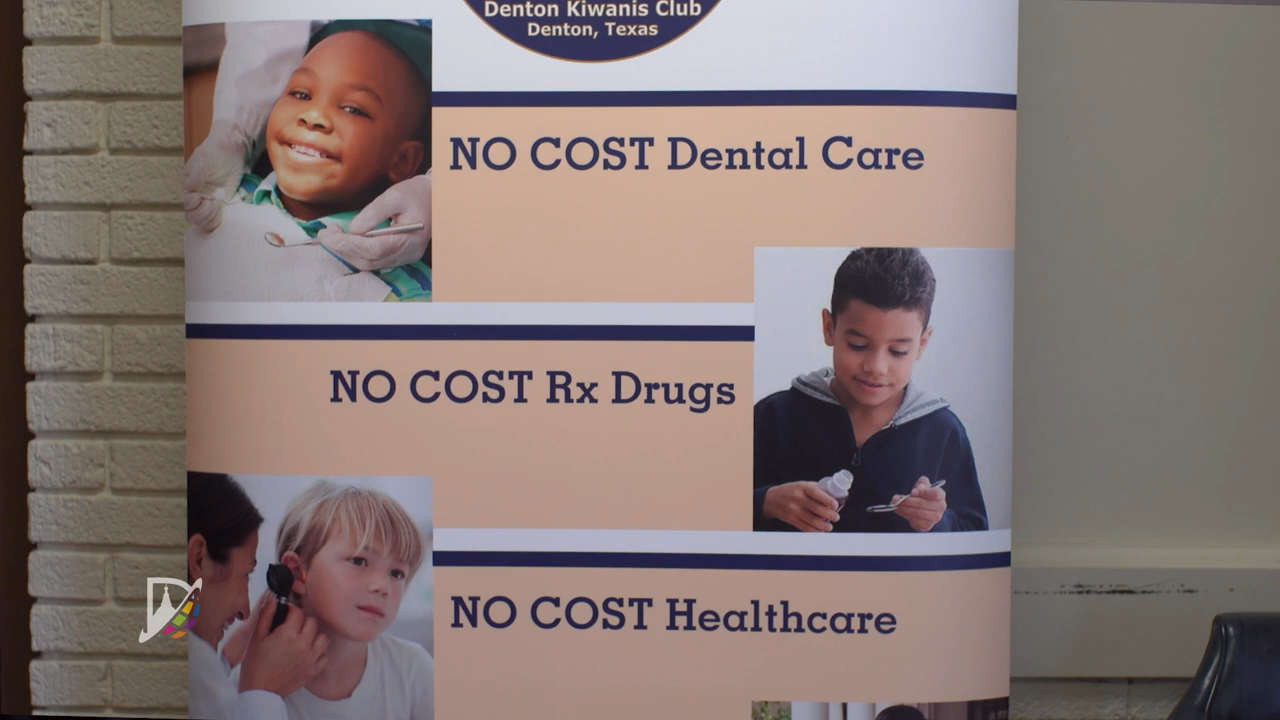 Denton Kiwanis Club
Denton, Texas
NO COST Dental Care
NO COST Rx Drugs
NO COST Healthcare